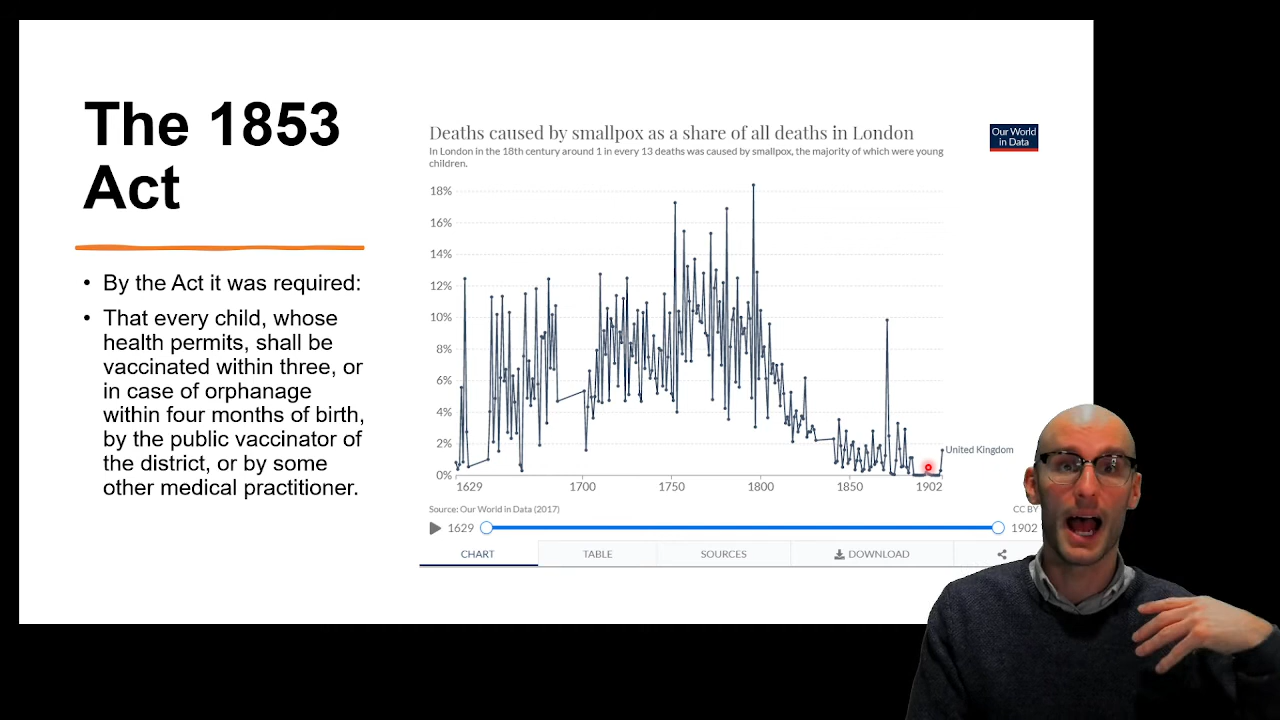 The 1853
Act
• By the Act it was required:
• That every child, whose
health permits, shall be
vaccinated within three, or
in case of orphanage
within four months of birth,
by the public vaccinator of
the district, or by some
other medical practitioner.
Deaths caused by smallpox as a share of all deaths in London
In London in the 18th century around 1 in every 13 deaths was caused by smallpox, the majority of which were young
children.
Our World
in Data
18%
16%
14%
12%
10%
8%
6%
4%
2%
0%
United Kingdom
1629 1700 1750 1800 1850 1902
Source: Our World in Data (2017)
CC BY
1629 1902
CHART TABLE SOURCES DOWNLOAD